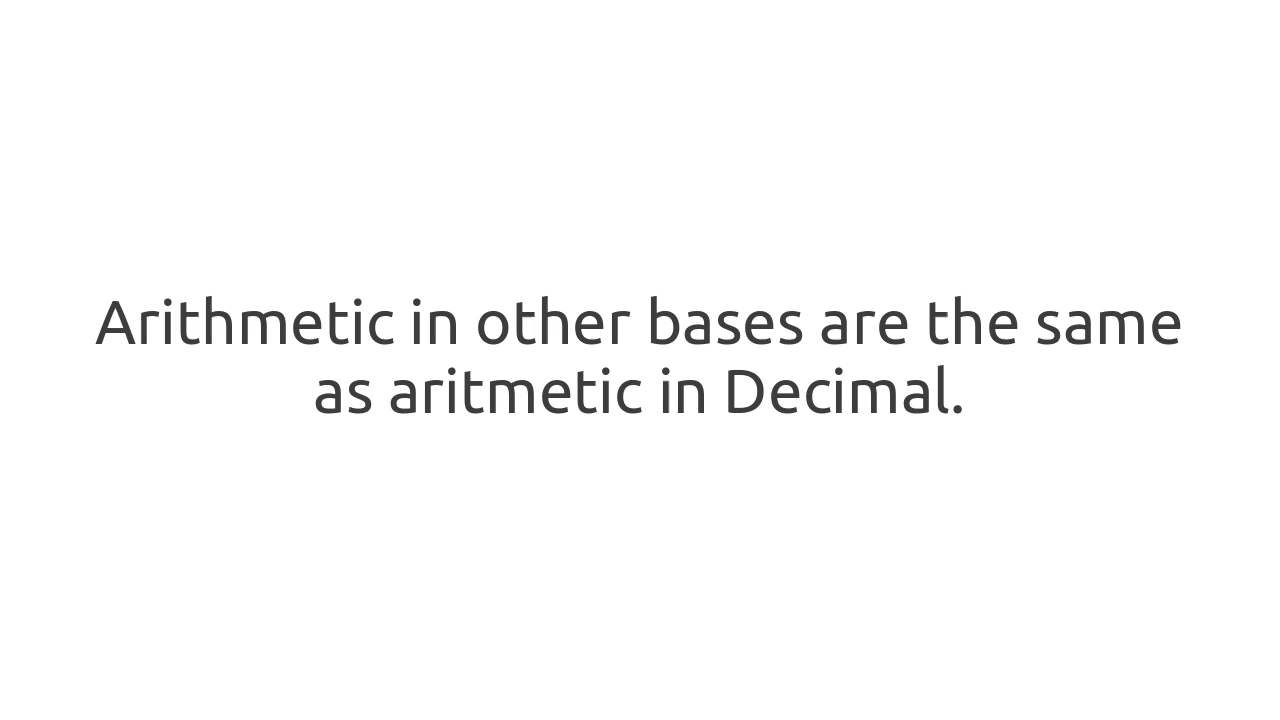 Arithmetic in other bases are the same
as aritmetic in Decimal.